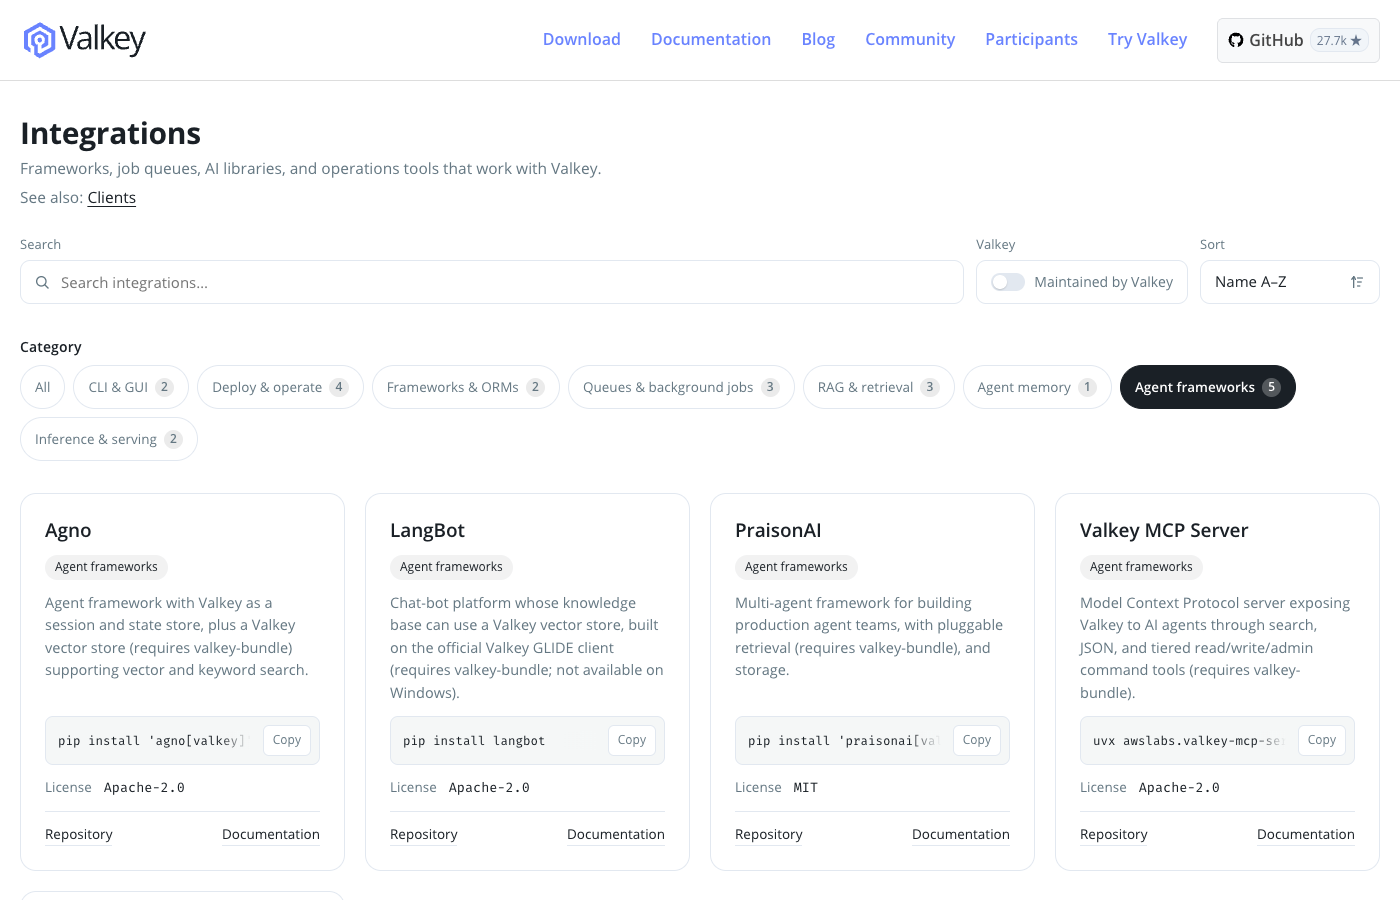 Valkey
Download
Documentation
Blog
Community
Participants
Try Valkey
GitHub 27.7k ★
Integrations
Frameworks, job queues, AI libraries, and operations tools that work with Valkey.
See also: Clients
Search
Search integrations...
Valkey
Maintained by Valkey
Sort
Name A–Z
Category
All
CLI & GUI 2
Deploy & operate 4
Frameworks & ORMs 2
Queues & background jobs 3
RAG & retrieval 3
Agent memory 1
Agent frameworks 5
Inference & serving 2
Agno
Agent frameworks
Agent framework with Valkey as a
session and state store, plus a Valkey
vector store (requires valkey-bundle)
supporting vector and keyword search.
pip install 'agno[valkey]'
Copy
License Apache-2.0
Repository
Documentation
LangBot
Agent frameworks
Chat-bot platform whose knowledge
base can use a Valkey vector store, built
on the official Valkey GLIDE client
(requires valkey-bundle; not available on
Windows).
pip install langbot
Copy
License Apache-2.0
Repository
Documentation
PraisonAI
Agent frameworks
Multi-agent framework for building
production agent teams, with pluggable
retrieval (requires valkey-bundle), and
storage.
pip install 'praisonai[val
Copy
License MIT
Repository
Documentation
Valkey MCP Server
Agent frameworks
Model Context Protocol server exposing
Valkey to AI agents through search,
JSON, and tiered read/write/admin
command tools (requires valkey-
bundle).
uvx awslabs.valkey-mcp-ser
Copy
License Apache-2.0
Repository
Documentation